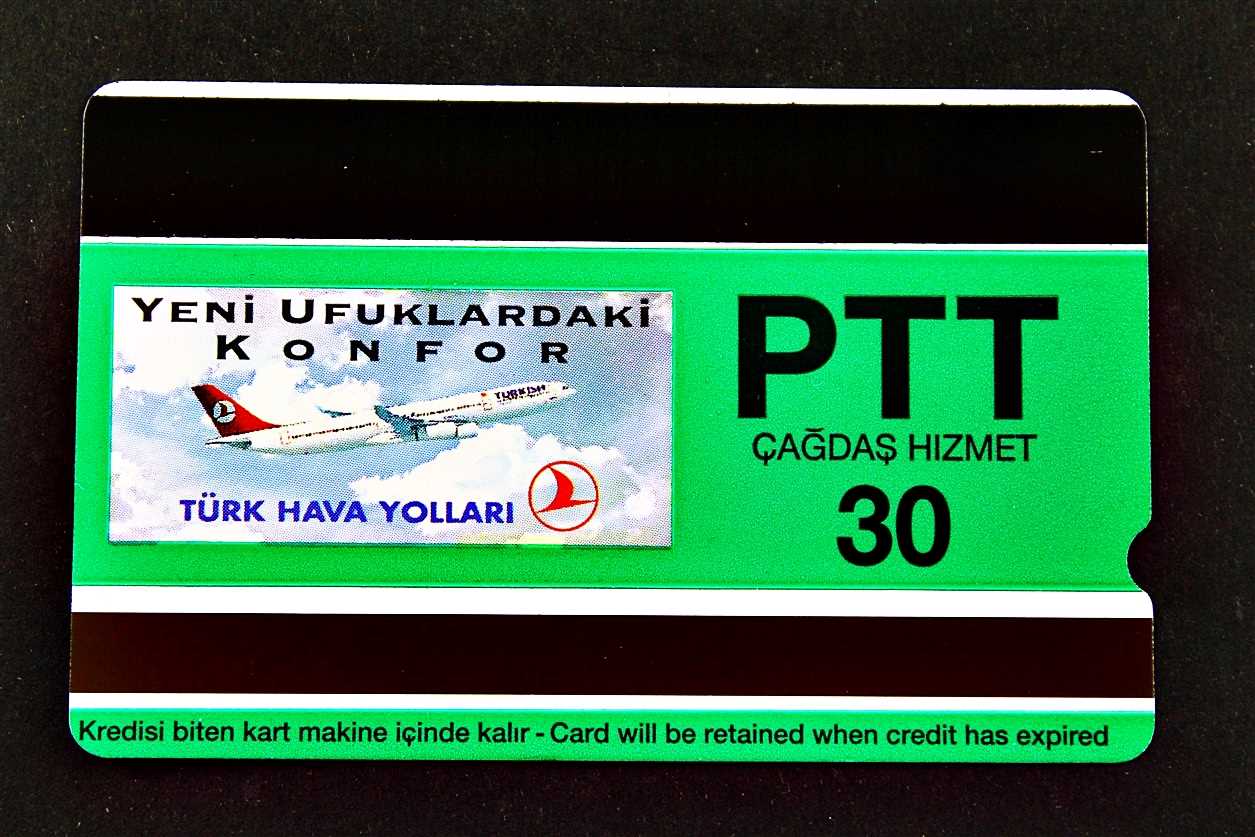 YENİ UFUKLARDAKİ
KONFOR
TURKISH
TÜRK HAVA YOLLARI
PTT
ÇAĞDAŞ HIZMET
30
Kredisi biten kart makine içinde kalır - Card will be retained when credit has expired